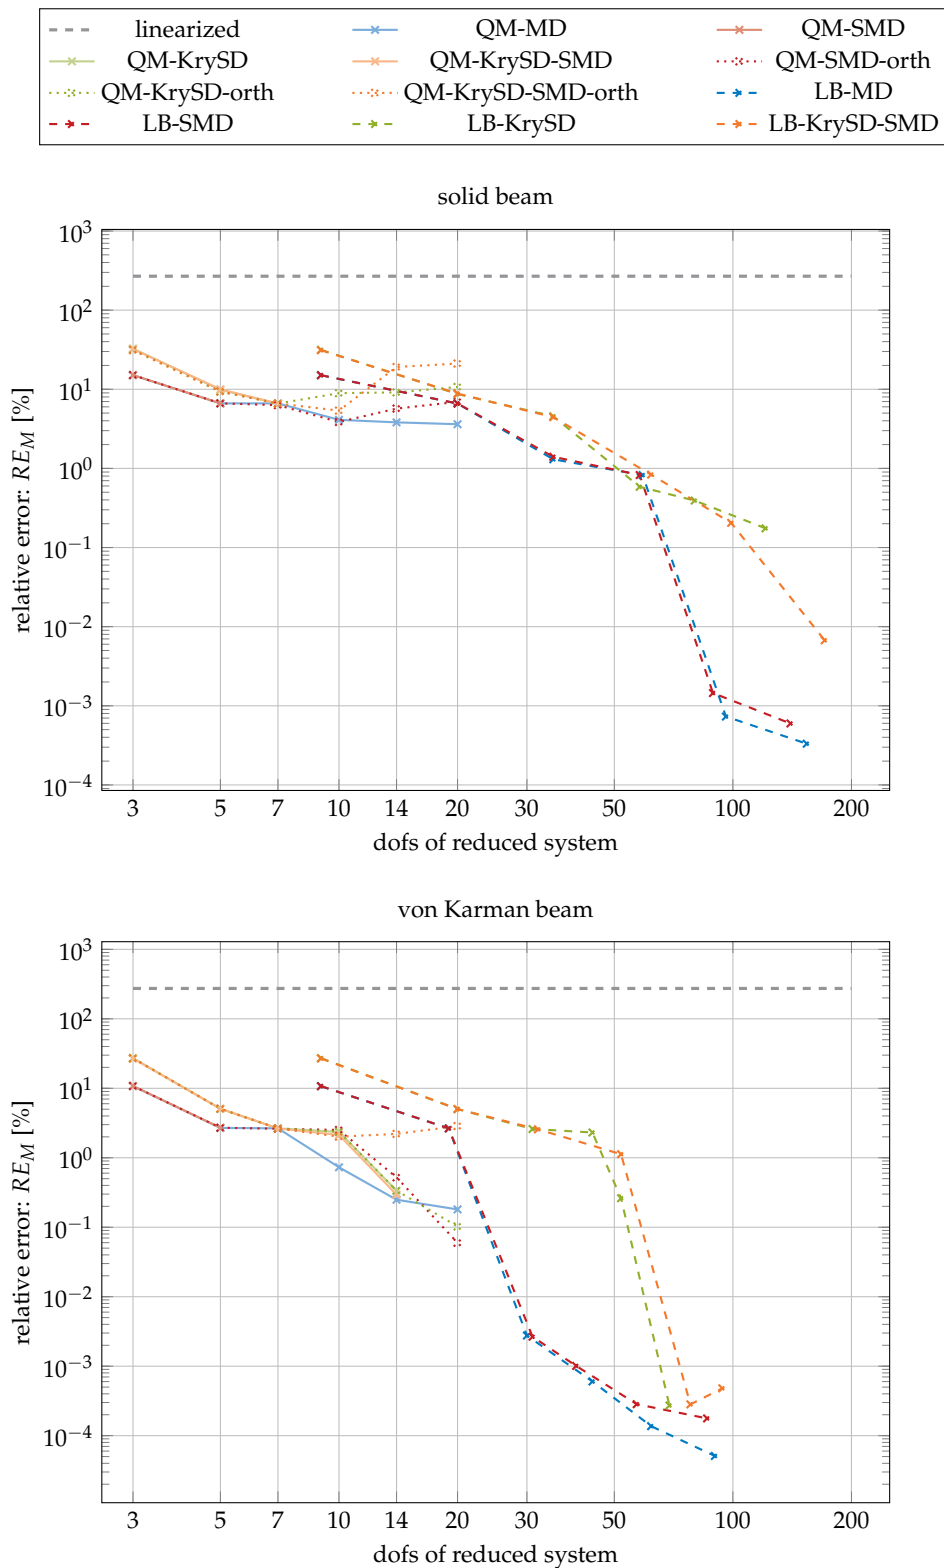 linearized QM-MD QM-SMD
QM-KrySD QM-KrySD-SMD QM-SMD-orth
QM-KrySD-orth QM-KrySD-SMD-orth LB-MD
LB-SMD LB-KrySD LB-KrySD-SMD
solid beam
10³
10²
10¹
10⁰
10⁻¹
10⁻²
10⁻³
10⁻⁴
relative error: RE_M [%]
3 5 7 10 14 20 30 50 100 200
dofs of reduced system
von Karman beam
10³
10²
10¹
10⁰
10⁻¹
10⁻²
10⁻³
10⁻⁴
relative error: RE_M [%]
3 5 7 10 14 20 30 50 100 200
dofs of reduced system